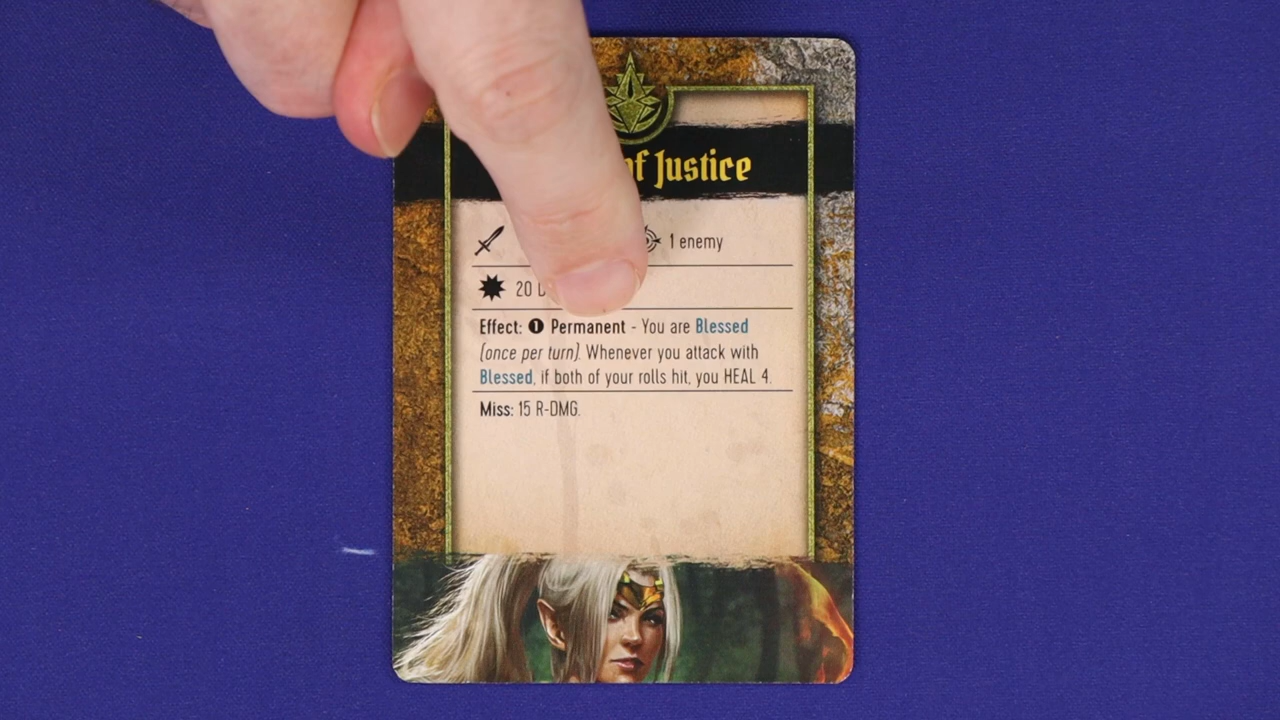 of Justice
1 enemy
20 D
Effect: 1 Permanent - You are Blessed
(once per turn). Whenever you attack with
Blessed, if both of your rolls hit, you HEAL 4.
Miss: 15 R-DMG.